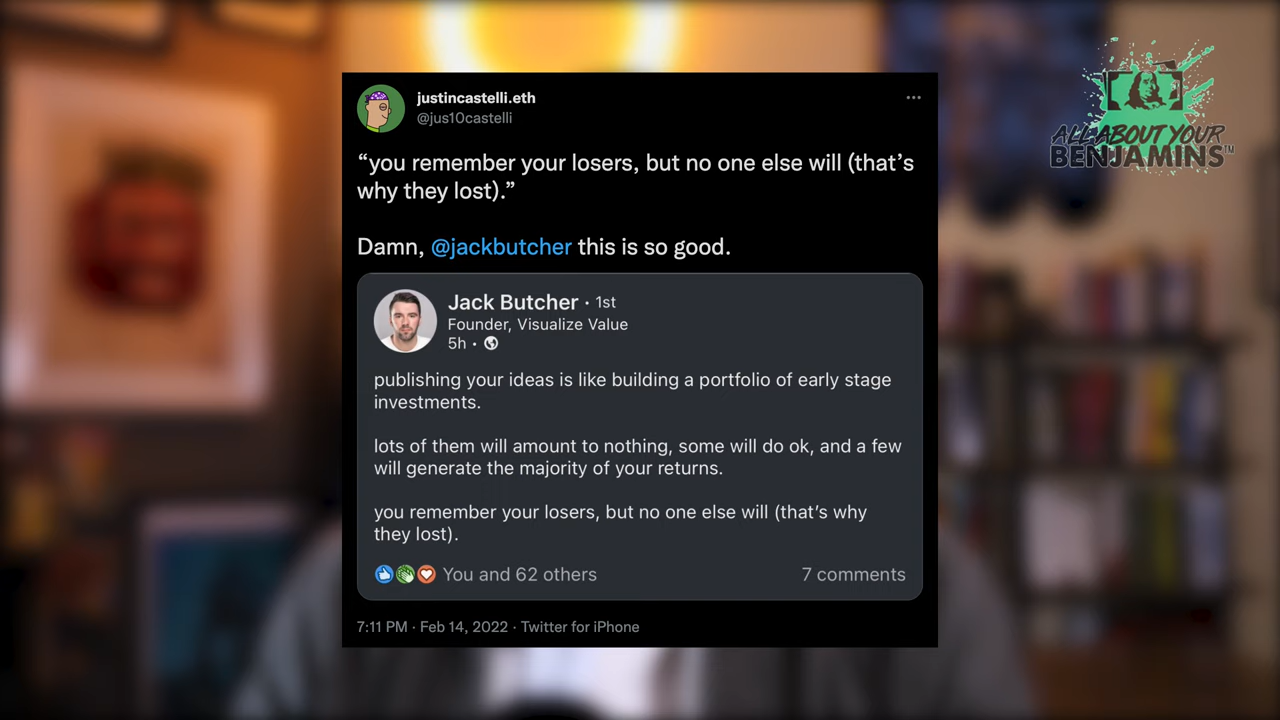 justincastelli.eth
@jus10castelli
“you remember your losers, but no one else will (that’s
why they lost).”
Damn, @jackbutcher this is so good.
Jack Butcher · 1st
Founder, Visualize Value
5h ·
publishing your ideas is like building a portfolio of early stage
investments.
lots of them will amount to nothing, some will do ok, and a few
will generate the majority of your returns.
you remember your losers, but no one else will (that’s why
they lost).
You and 62 others
7 comments
7:11 PM · Feb 14, 2022 · Twitter for iPhone
ALL ABOUT YOUR
BENJAMINS™